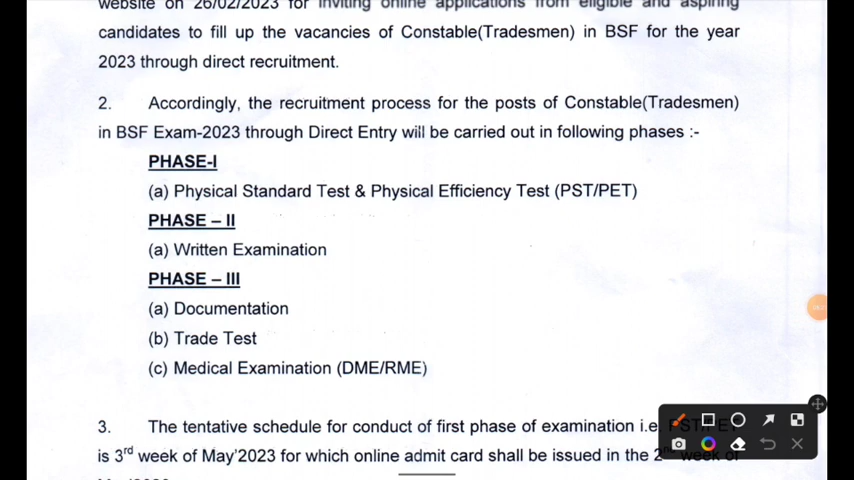 website on 26/02/2023 for inviting online applications from eligible and aspiring
candidates to fill up the vacancies of Constable(Tradesmen) in BSF for the year
2023 through direct recruitment.
2. Accordingly, the recruitment process for the posts of Constable(Tradesmen)
in BSF Exam-2023 through Direct Entry will be carried out in following phases :-
PHASE-I
(a) Physical Standard Test & Physical Efficiency Test (PST/PET)
PHASE – II
(a) Written Examination
PHASE – III
(a) Documentation
(b) Trade Test
(c) Medical Examination (DME/RME)
3. The tentative schedule for conduct of first phase of examination i.e. PST/PET
is 3rd week of May'2023 for which online admit card shall be issued in the 2nd week of